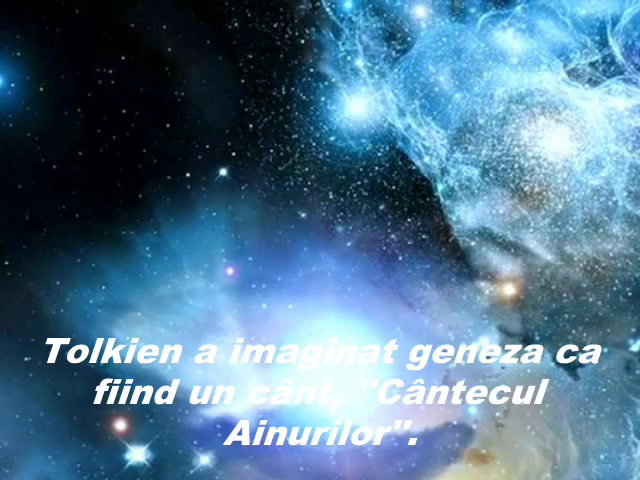 Tolkien a imaginat geneza ca
fiind un cânt, "Cântecul
Ainurilor".